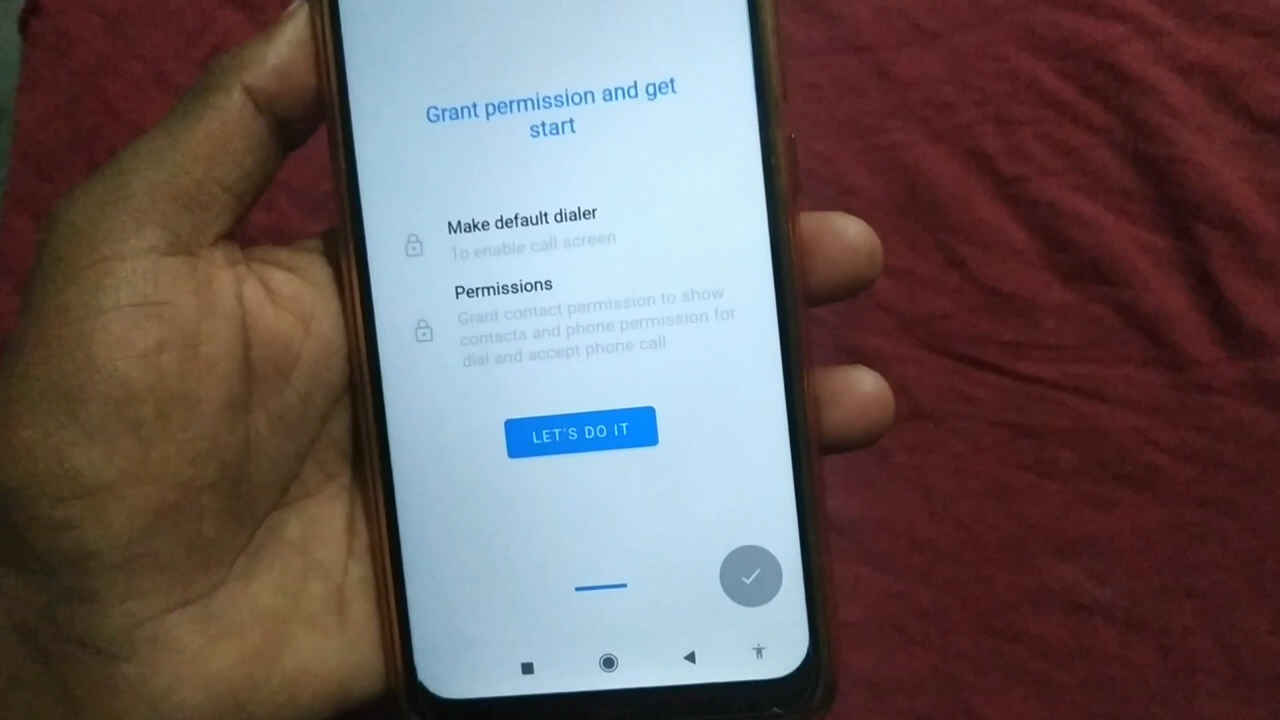 Grant permission and get
start
Make default dialer
To enable call screen
Permissions
Grant contact permission to show
contacta and phone permission for
dial and accept phone call
LET'S DO IT